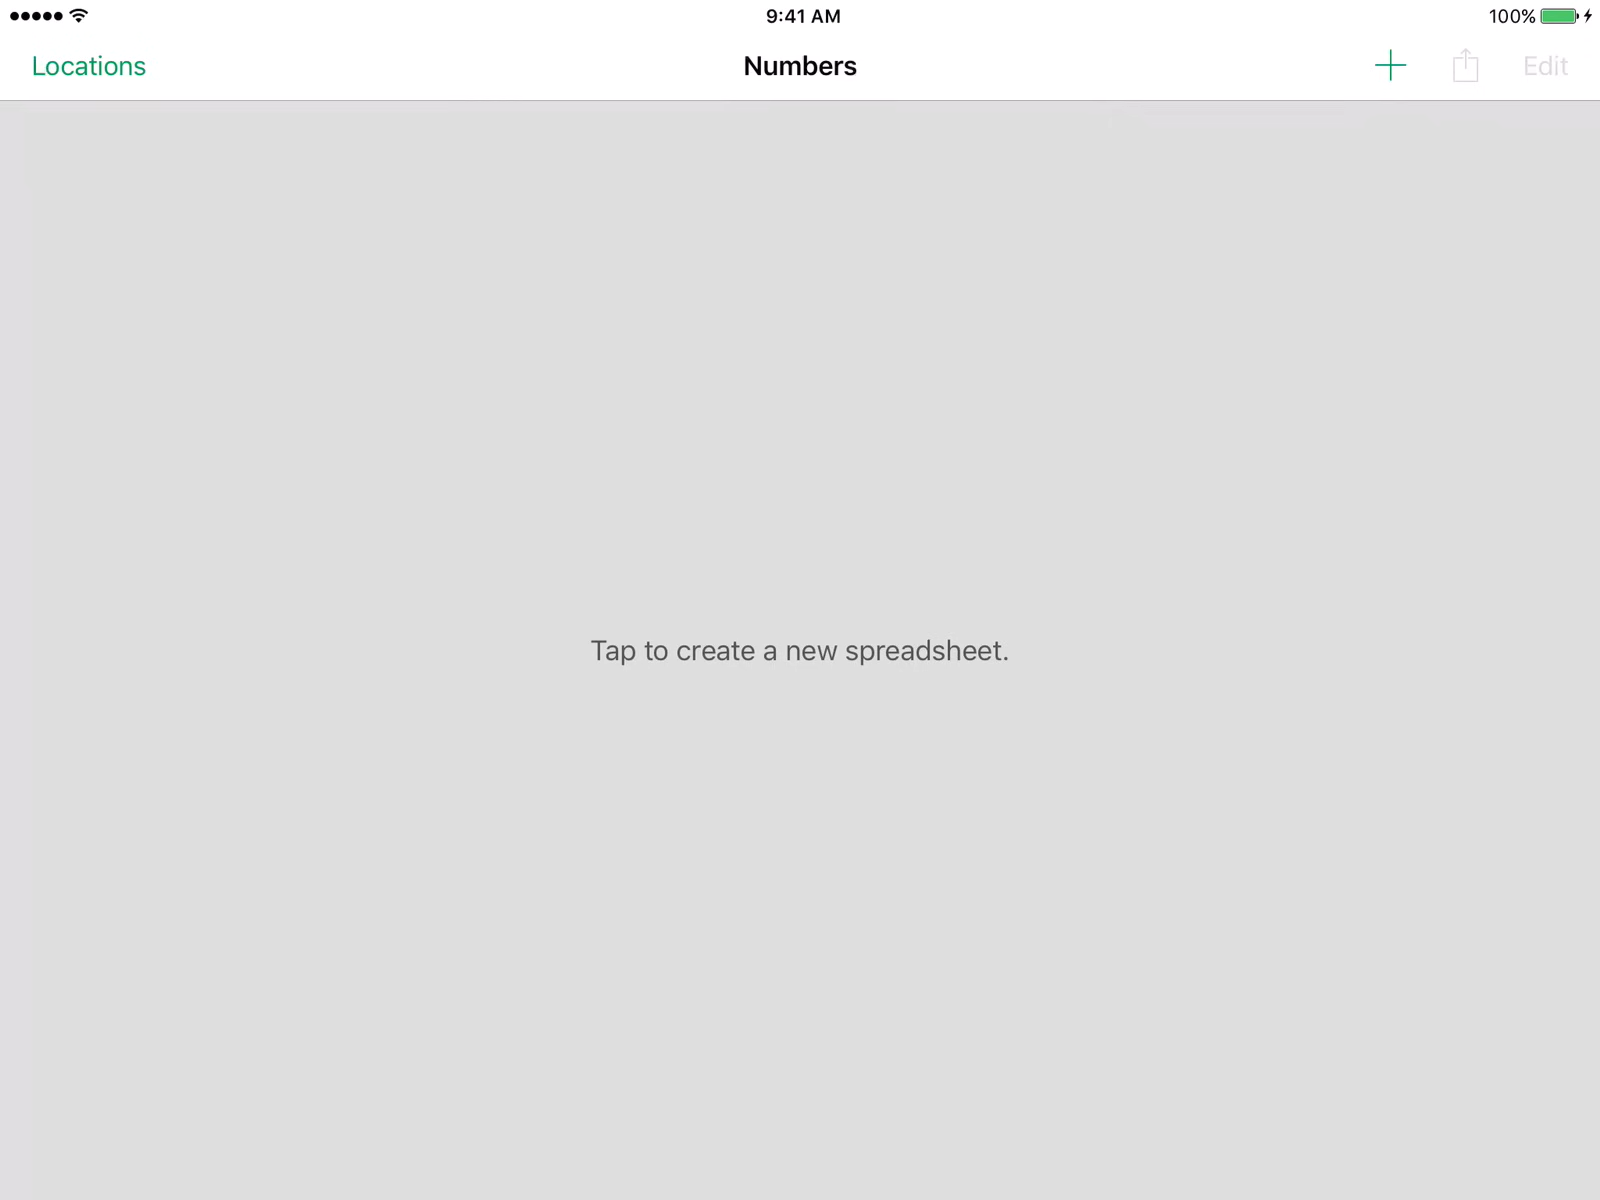 9:41 AM
100%
Locations
Numbers
Edit
Tap to create a new spreadsheet.